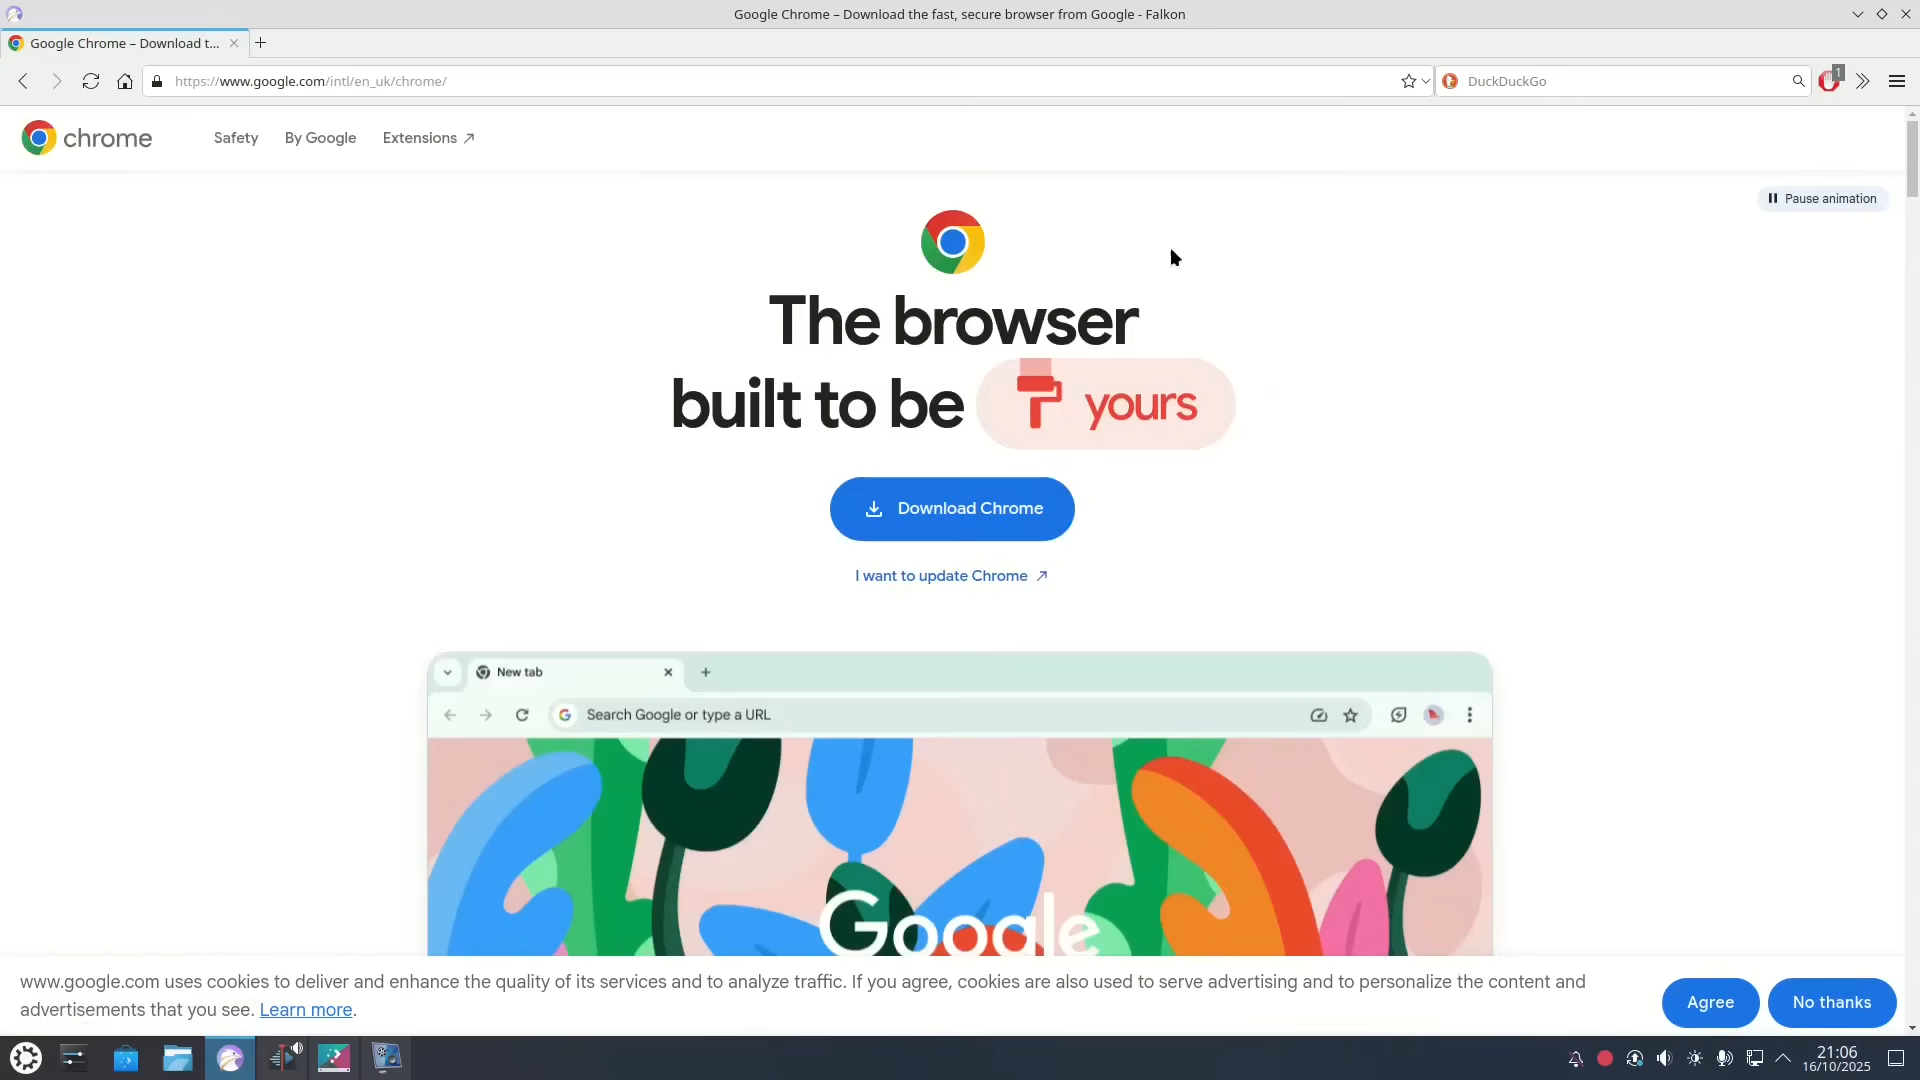 Google Chrome – Download the fast, secure browser from Google - Falkon
Google Chrome – Download t...
https://www.google.com/intl/en_uk/chrome/
DuckDuckGo
1
chrome
Safety
By Google
Extensions
Pause animation
The browser
built to be yours
Download Chrome
I want to update Chrome
New tab
Search Google or type a URL
Google
www.google.com uses cookies to deliver and enhance the quality of its services and to analyze traffic. If you agree, cookies are also used to serve advertising and to personalize the content and
advertisements that you see. Learn more.
Agree
No thanks
21:06
16/10/2025